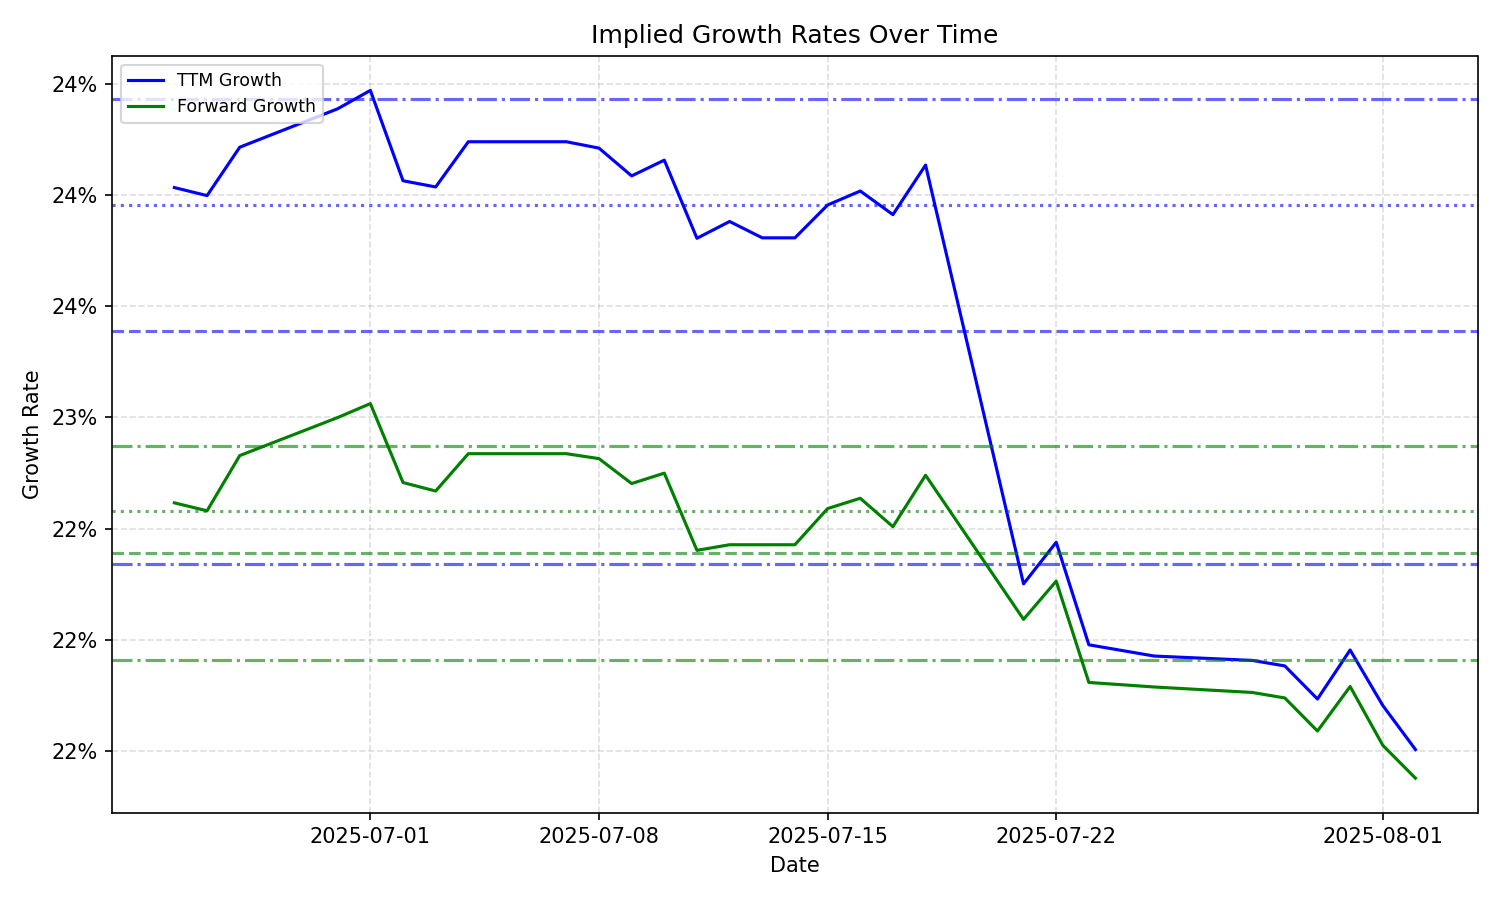 Implied Growth Rates Over Time
TTM Growth
Forward Growth
24%
24%
24%
23%
22%
22%
22%
Growth Rate
2025-07-01
2025-07-08
2025-07-15
2025-07-22
2025-08-01
Date